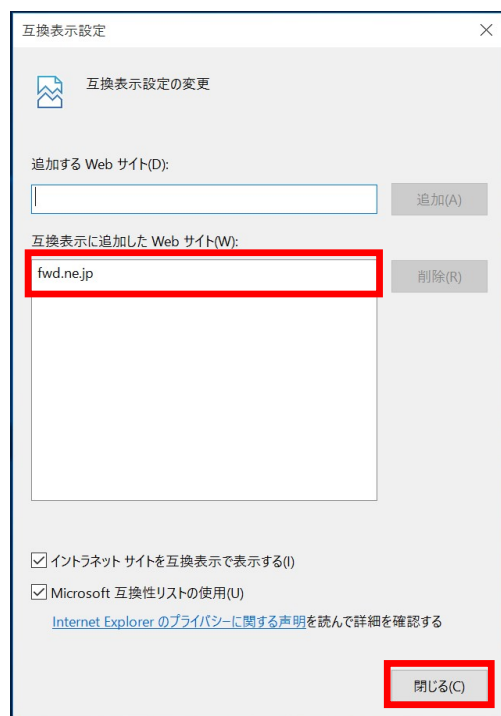 互換表示設定
互換表示設定の変更
追加する Web サイト(D):
追加(A)
互換表示に追加した Web サイト(W):
fwd.ne.jp
削除(R)
イントラネット サイトを互換表示で表示する(I)
Microsoft 互換性リストの使用(U)
Internet Explorer のプライバシーに関する声明を読んで詳細を確認する
閉じる(C)